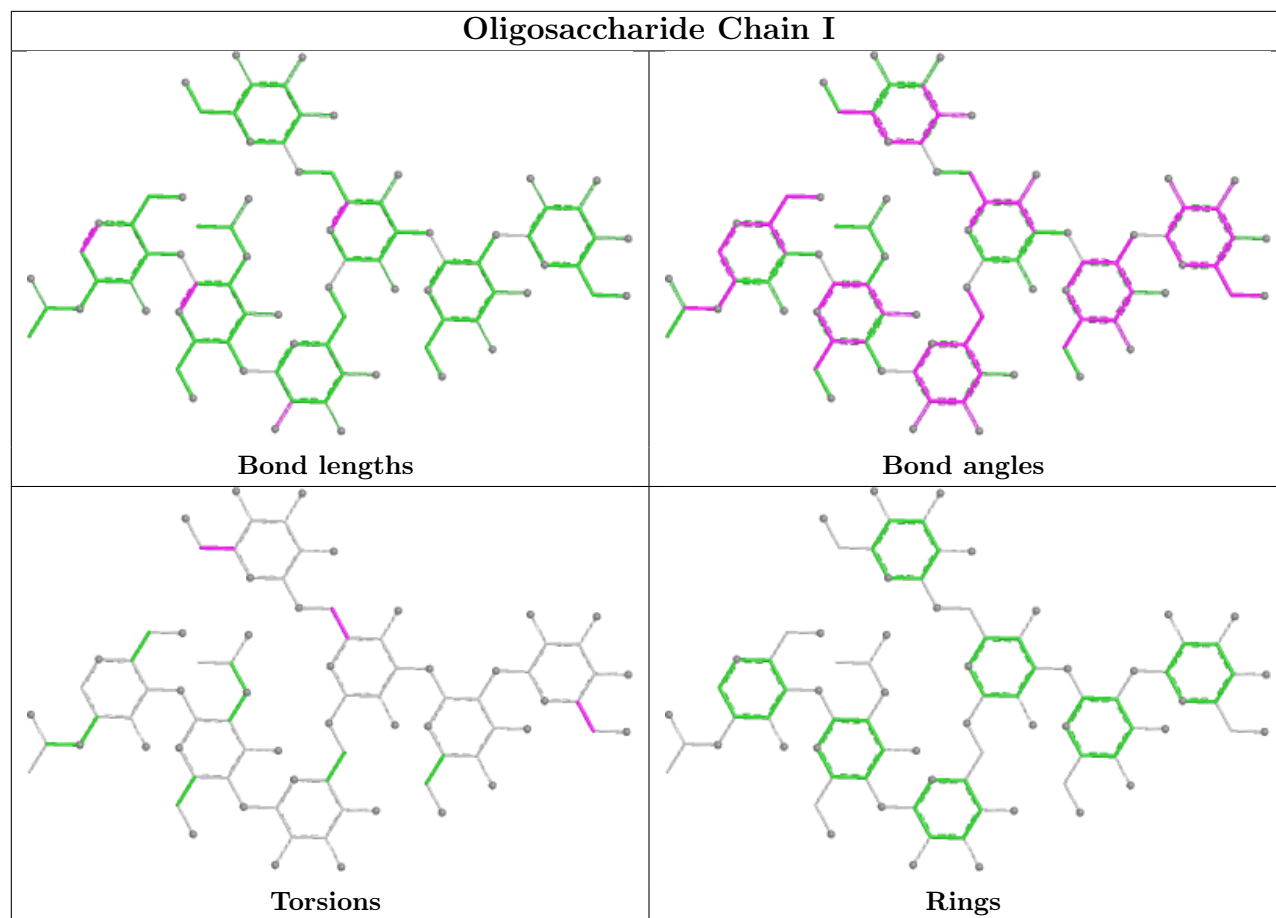 Oligosaccharide Chain I
Bond lengths
Bond angles
Torsions
Rings